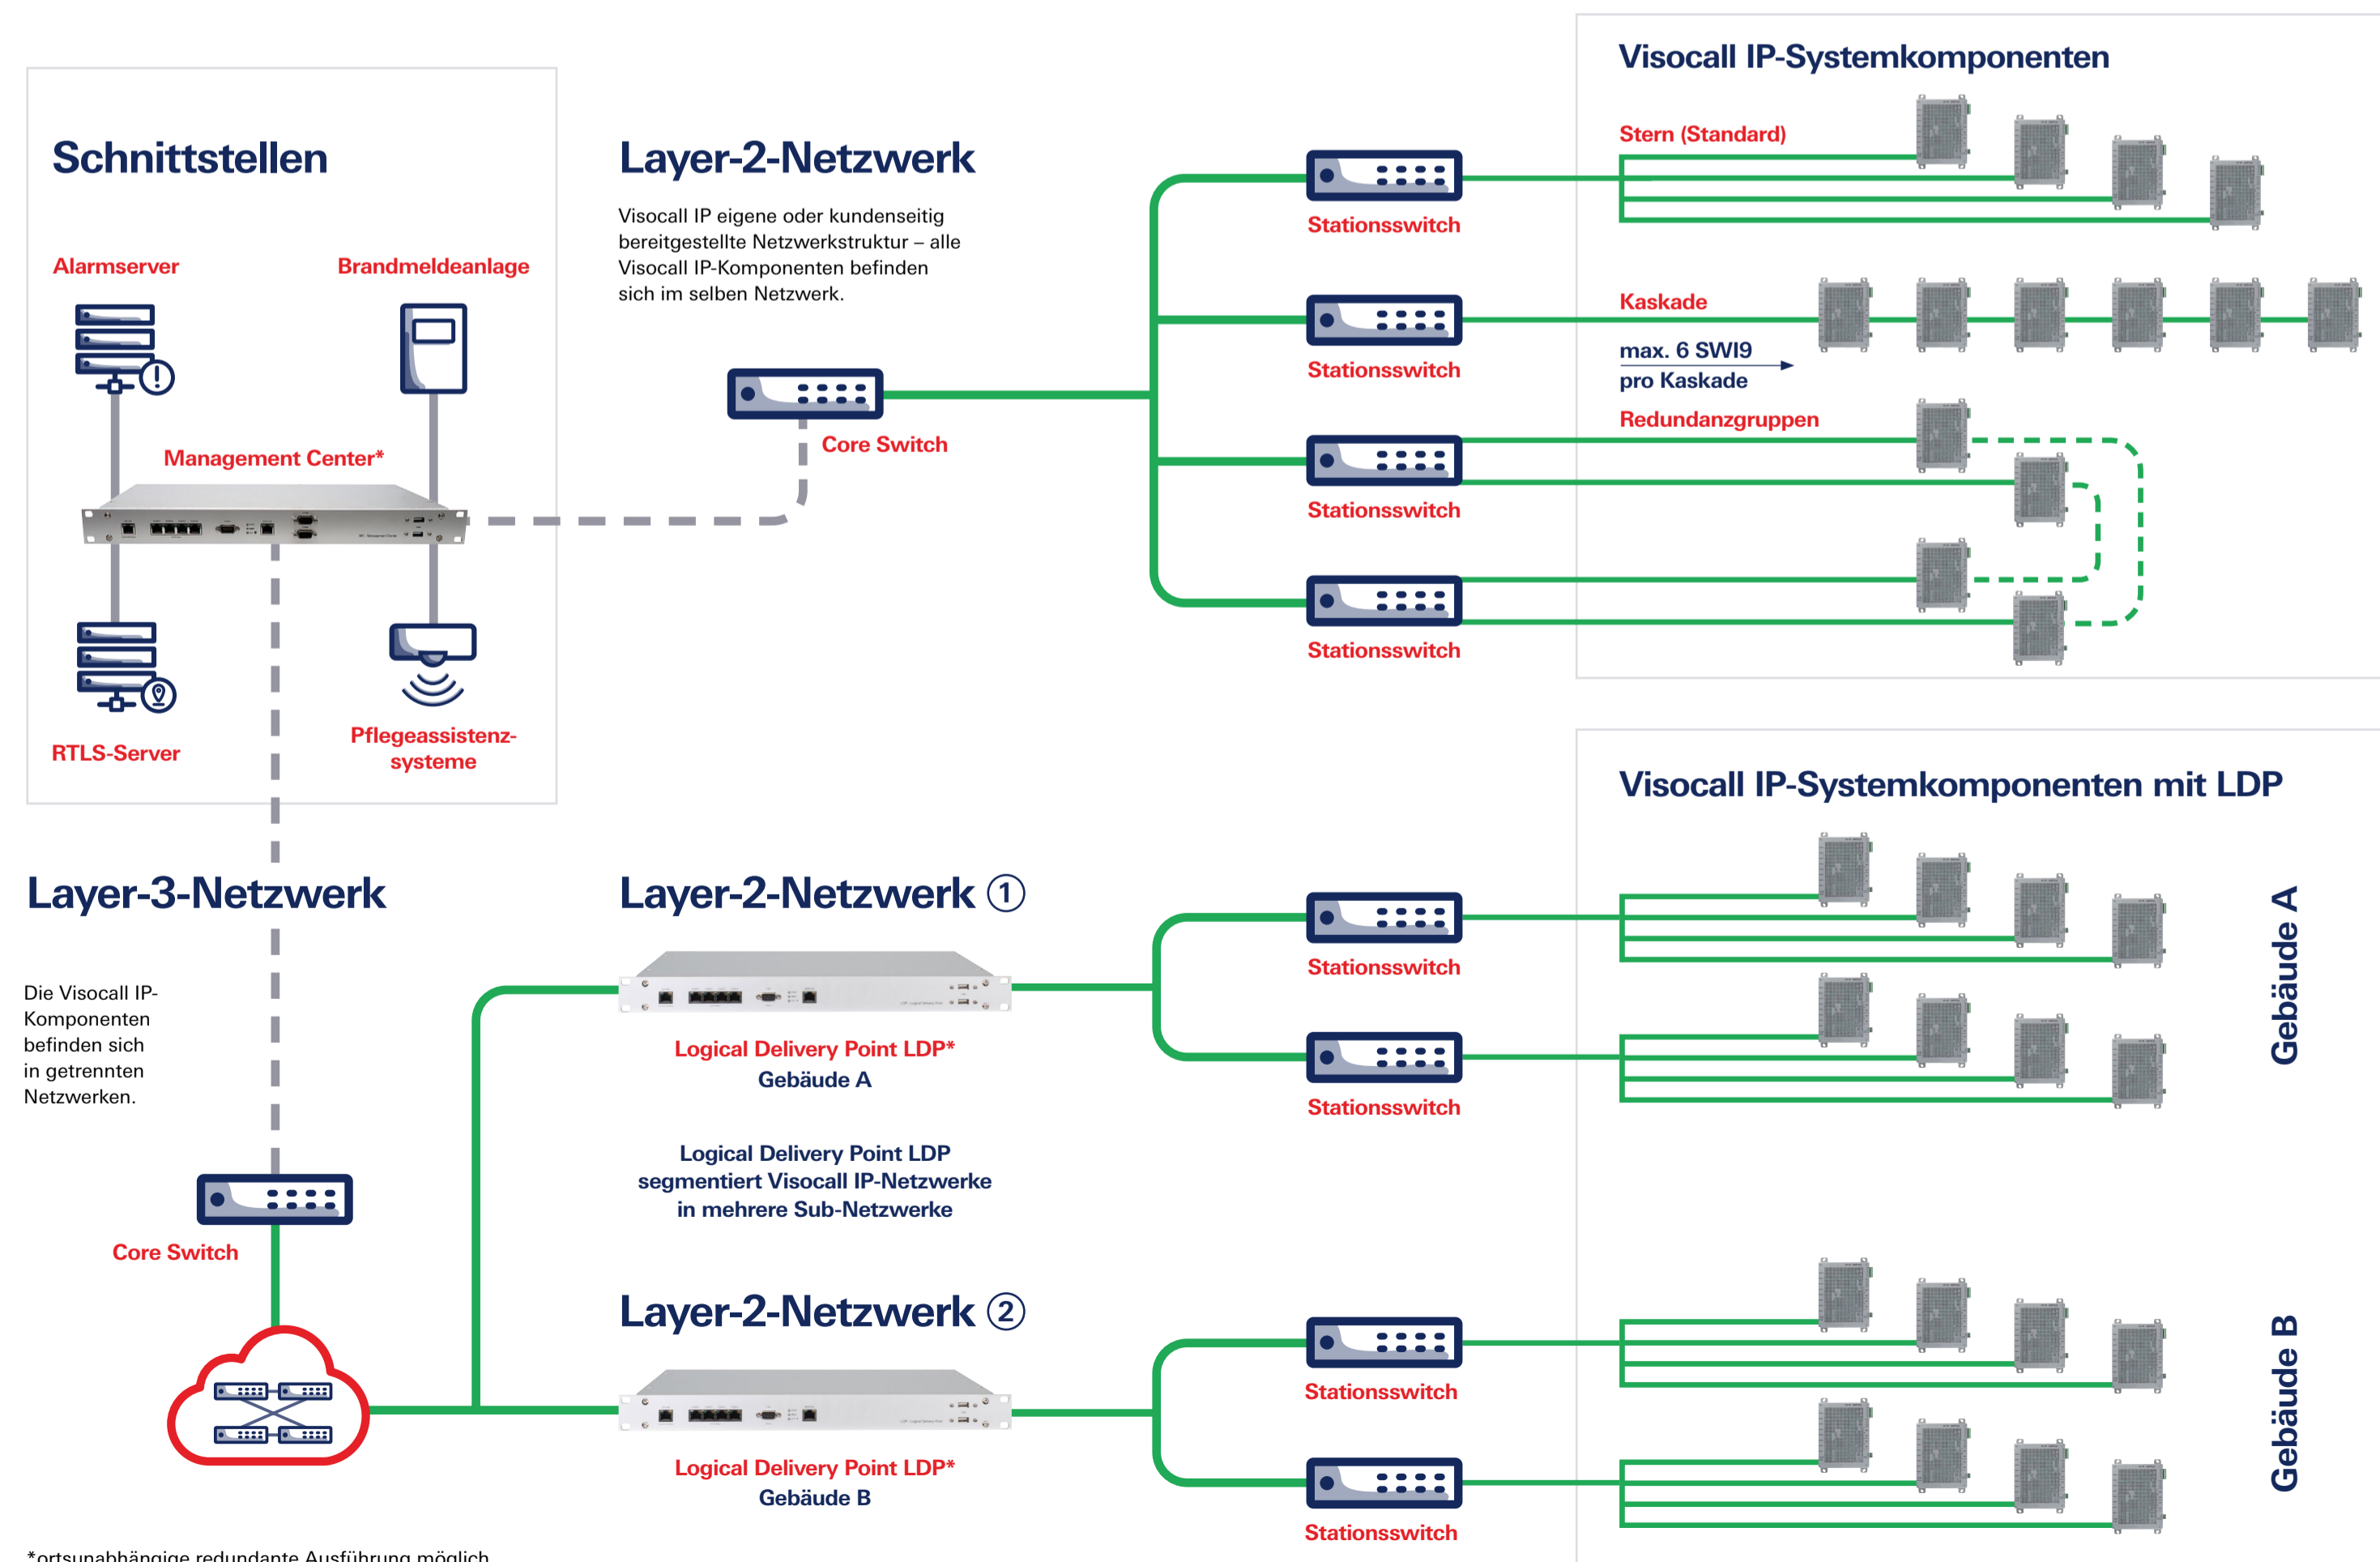 Schnittstellen
Alarmserver
Brandmeldeanlage
Management Center*
RTLS-Server
Pflegeassistenz-
systeme
Layer-2-Netzwerk
Visocall IP eigene oder kundenseitig
bereitgestellte Netzwerkstruktur – alle
Visocall IP-Komponenten befinden
sich im selben Netzwerk.
Core Switch
Stationsswitch
Stationsswitch
Stationsswitch
Stationsswitch
Visocall IP-Systemkomponenten
Stern (Standard)
Kaskade
max. 6 SWI9
pro Kaskade
Redundanzgruppen
Layer-3-Netzwerk
Die Visocall IP-
Komponenten
befinden sich
in getrennten
Netzwerken.
Core Switch
Layer-2-Netzwerk ①
Logical Delivery Point LDP*
Gebäude A
Logical Delivery Point LDP
segmentiert Visocall IP-Netzwerke
in mehrere Sub-Netzwerke
Layer-2-Netzwerk ②
Logical Delivery Point LDP*
Gebäude B
Stationsswitch
Stationsswitch
Stationsswitch
Stationsswitch
Visocall IP-Systemkomponenten mit LDP
Gebäude A
Gebäude B
*ortsunabhängige redundante Ausführung möglich